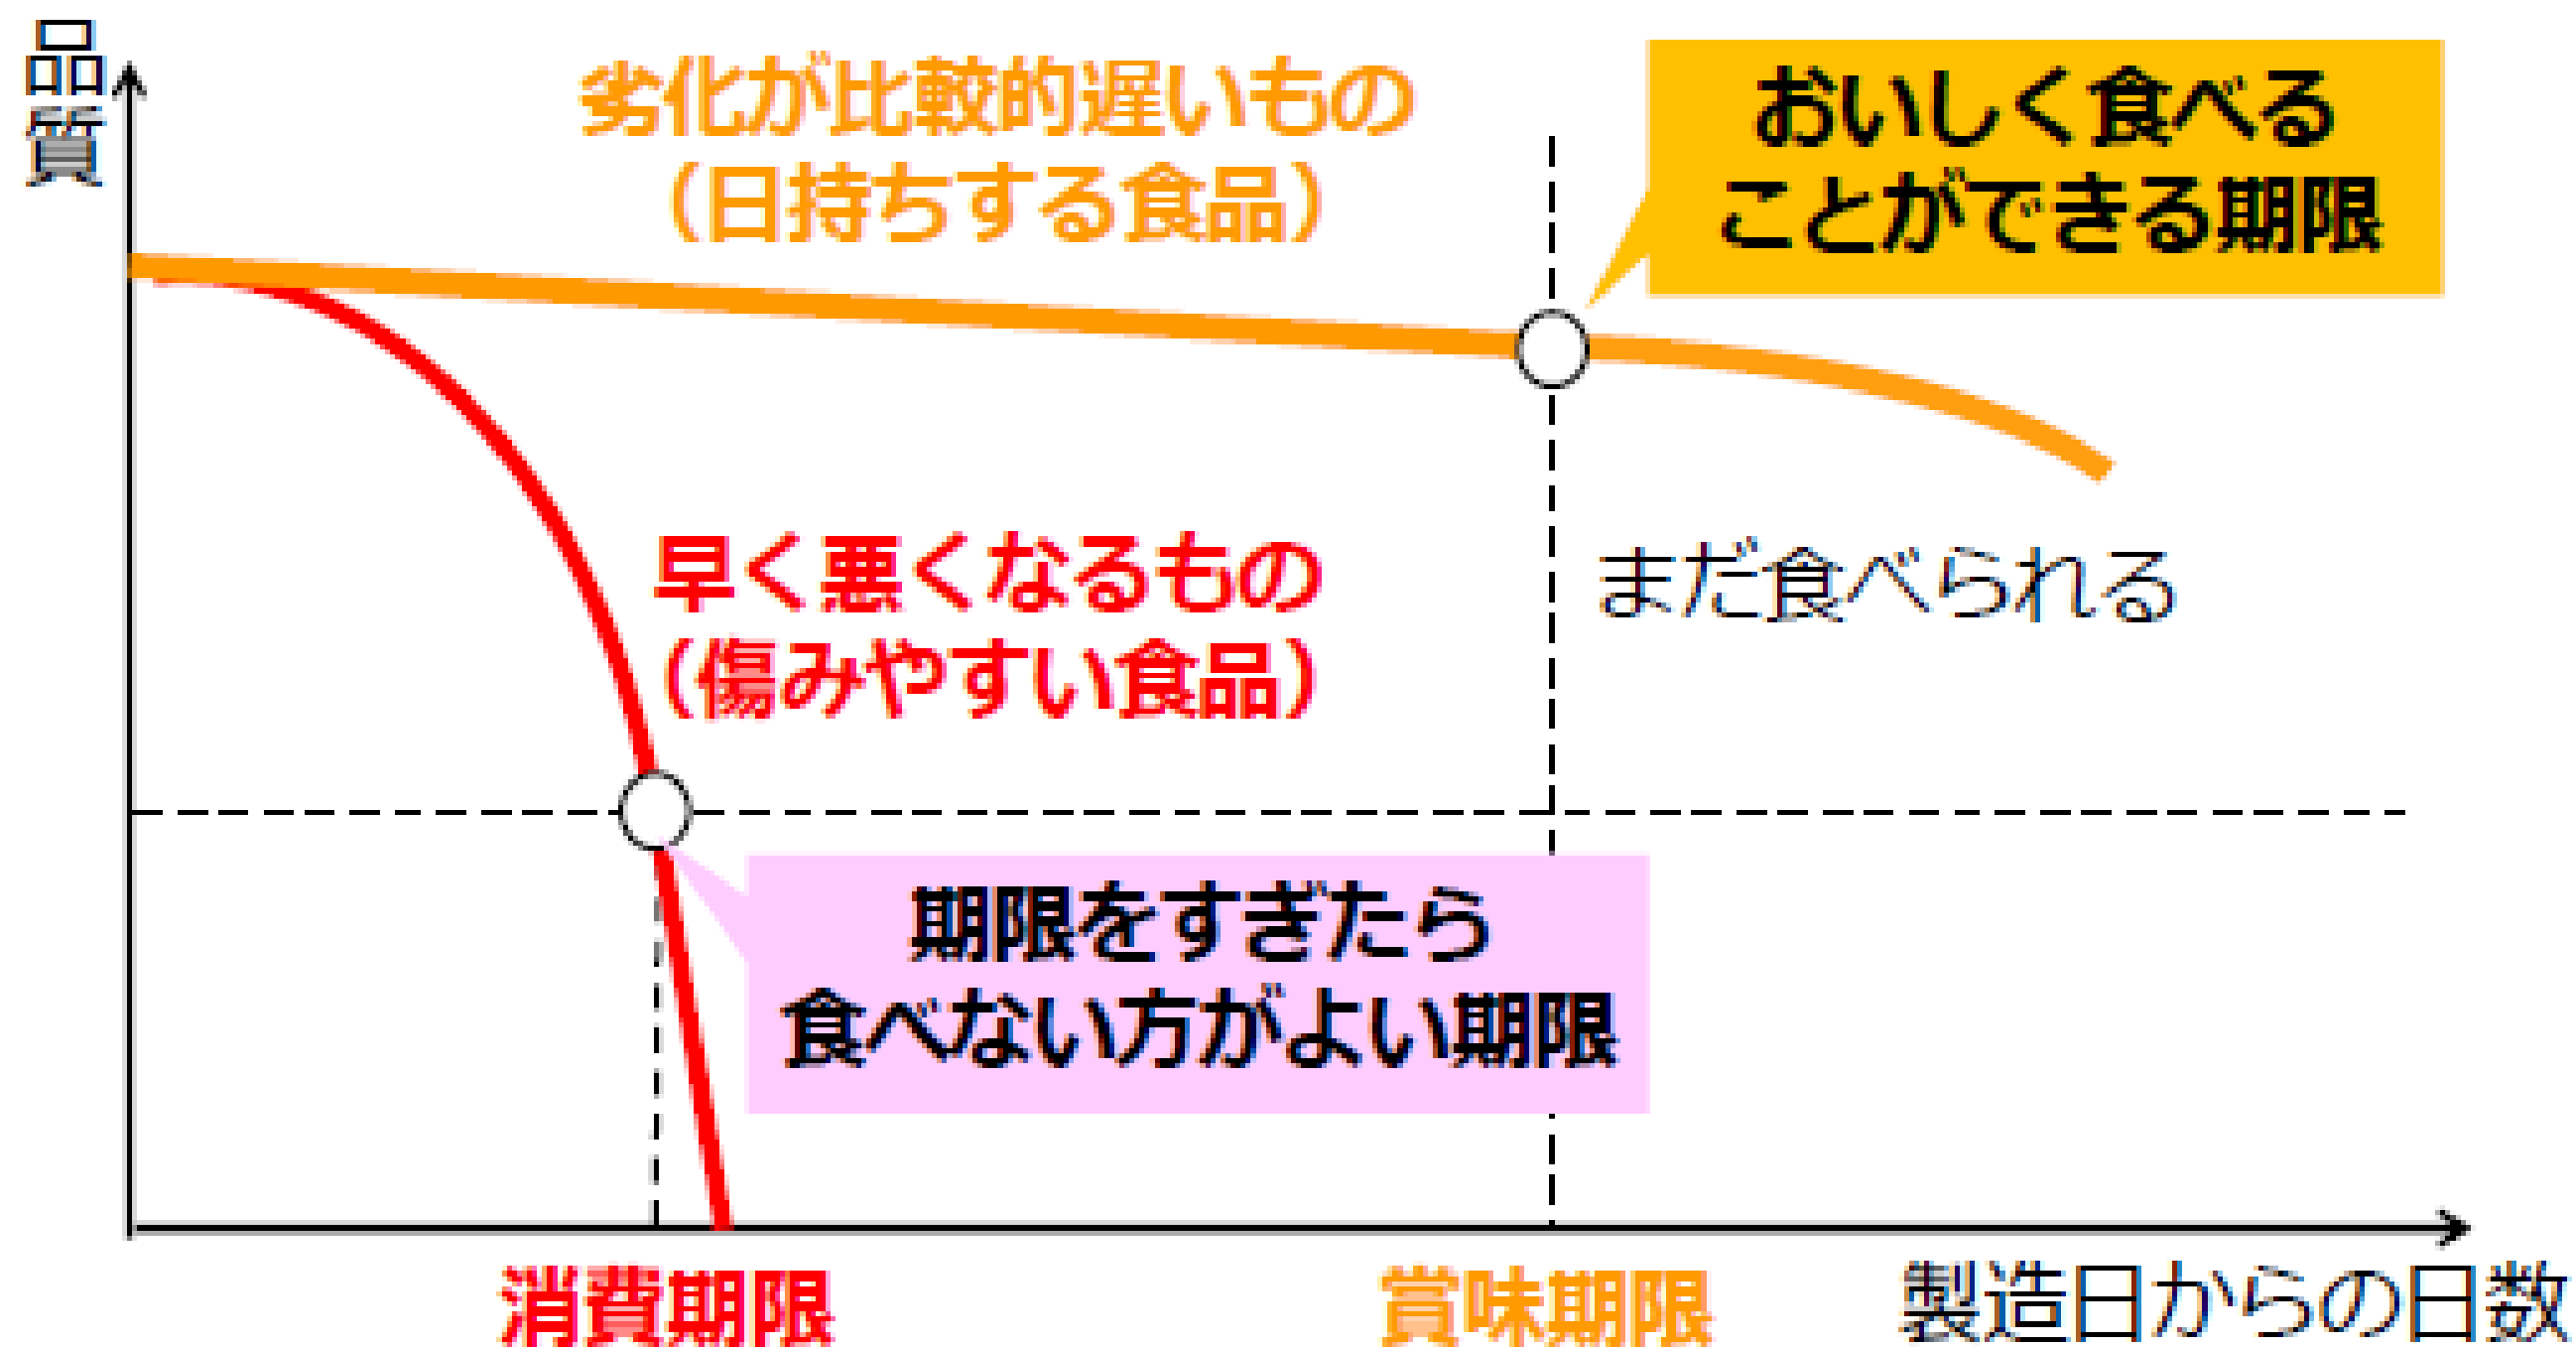 品質
劣化が比較的遅いもの
（日持ちする食品）
おいしく食べる
ことができる期限
早く悪くなるもの
（傷みやすい食品）
まだ食べられる
期限をすぎたら
食べない方がよい期限
消費期限
賞味期限
製造日からの日数